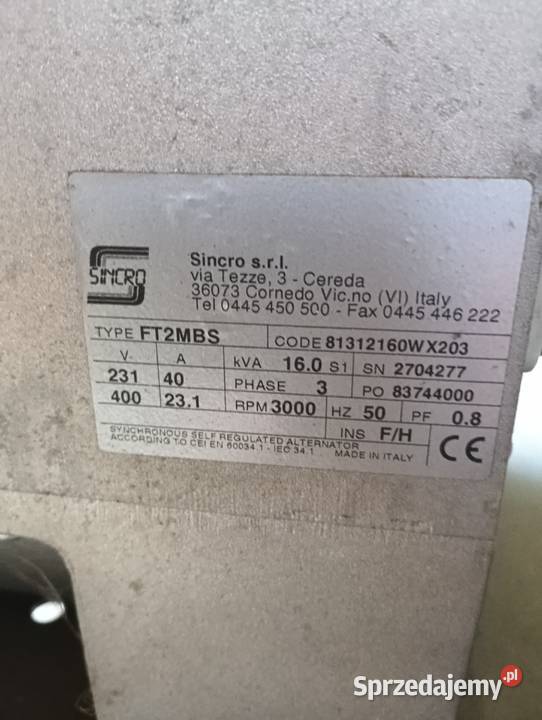 SINCRO
Sincro s.r.l.
via Tezze, 3 - Cereda
36073 Cornedo Vic.no (VI) Italy
Tel 0445 450 500 - Fax 0445 446 222
TYPE FT2MBS CODE 81312160WX203
V. A kVA 16.0 S1 SN 2704277
231 40 PHASE 3 PO 83744000
400 23.1 RPM 3000 HZ 50 PF 0.8
INS F/H
SYNCHRONOUS SELF REGULATED ALTERNATOR
ACCORDING TO CEI EN 60034.1 - IEC 34.1 MADE IN ITALY CE
Sprzedajemy.pl